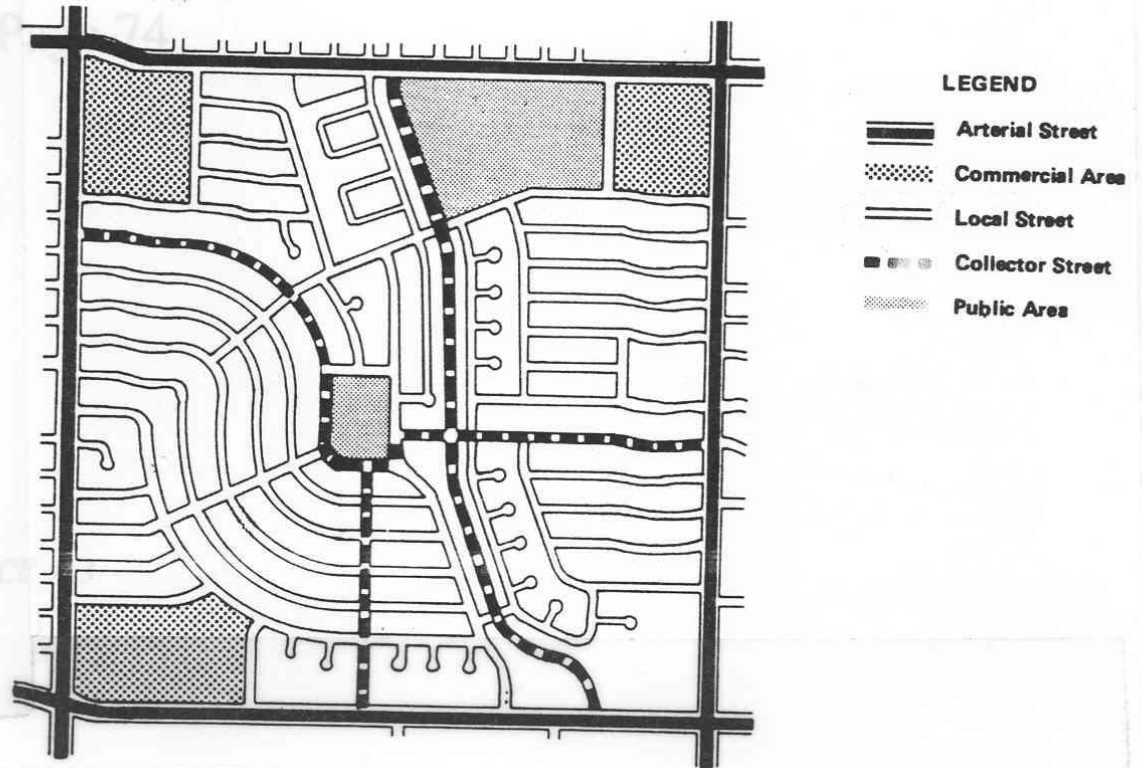 LEGEND
Arterial Street
Commercial Area
Local Street
Collector Street
Public Area